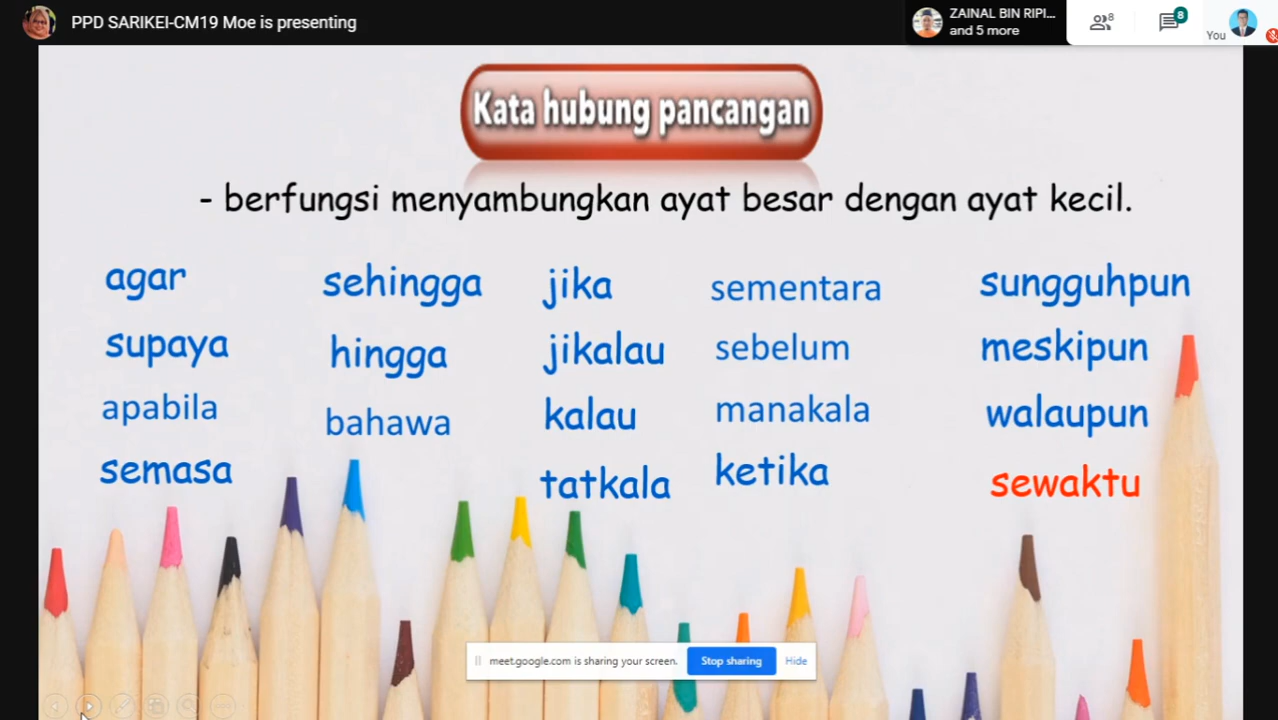 PPD SARIKEI-CM19 Moe is presenting
ZAINAL BIN RIPI...
and 5 more
8
8
You
Kata hubung pancangan
- berfungsi menyambungkan ayat besar dengan ayat kecil.
agar
supaya
apabila
semasa
sehingga
hingga
bahawa
jika
jikalau
kalau
tatkala
sementara
sebelum
manakala
ketika
sungguhpun
meskipun
walaupun
sewaktu
meet.google.com is sharing your screen.
Stop sharing
Hide